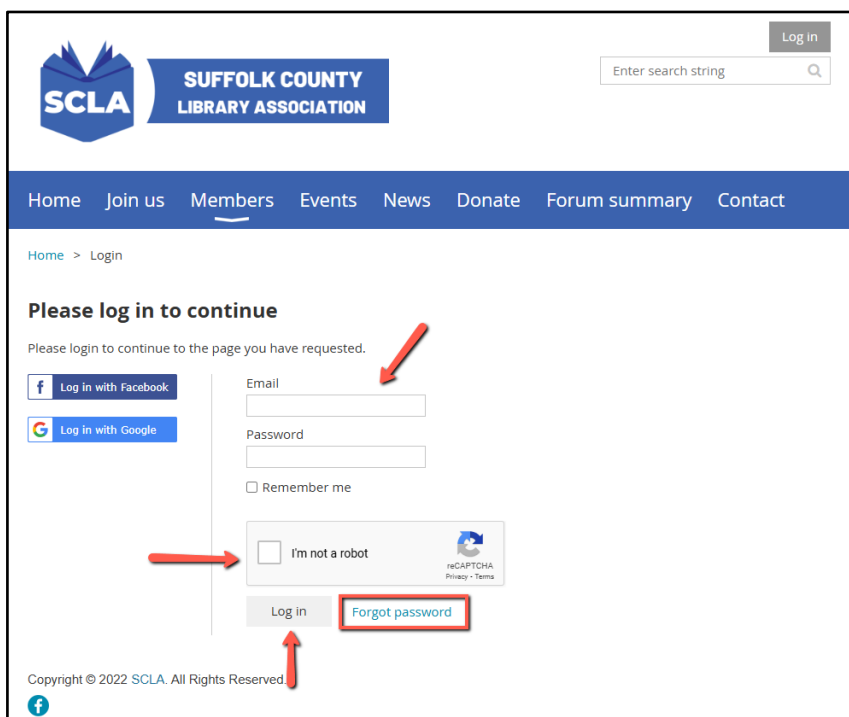 Log in
Enter search string
SCLA
SUFFOLK COUNTY
LIBRARY ASSOCIATION
Home Join us Members Events News Donate Forum summary Contact
Home > Login
Please log in to continue
Please login to continue to the page you have requested.
f Log in with Facebook
G Log in with Google
Email
Password
Remember me
I'm not a robot
reCAPTCHA
Privacy - Terms
Log in Forgot password
Copyright © 2022 SCLA. All Rights Reserved.
f